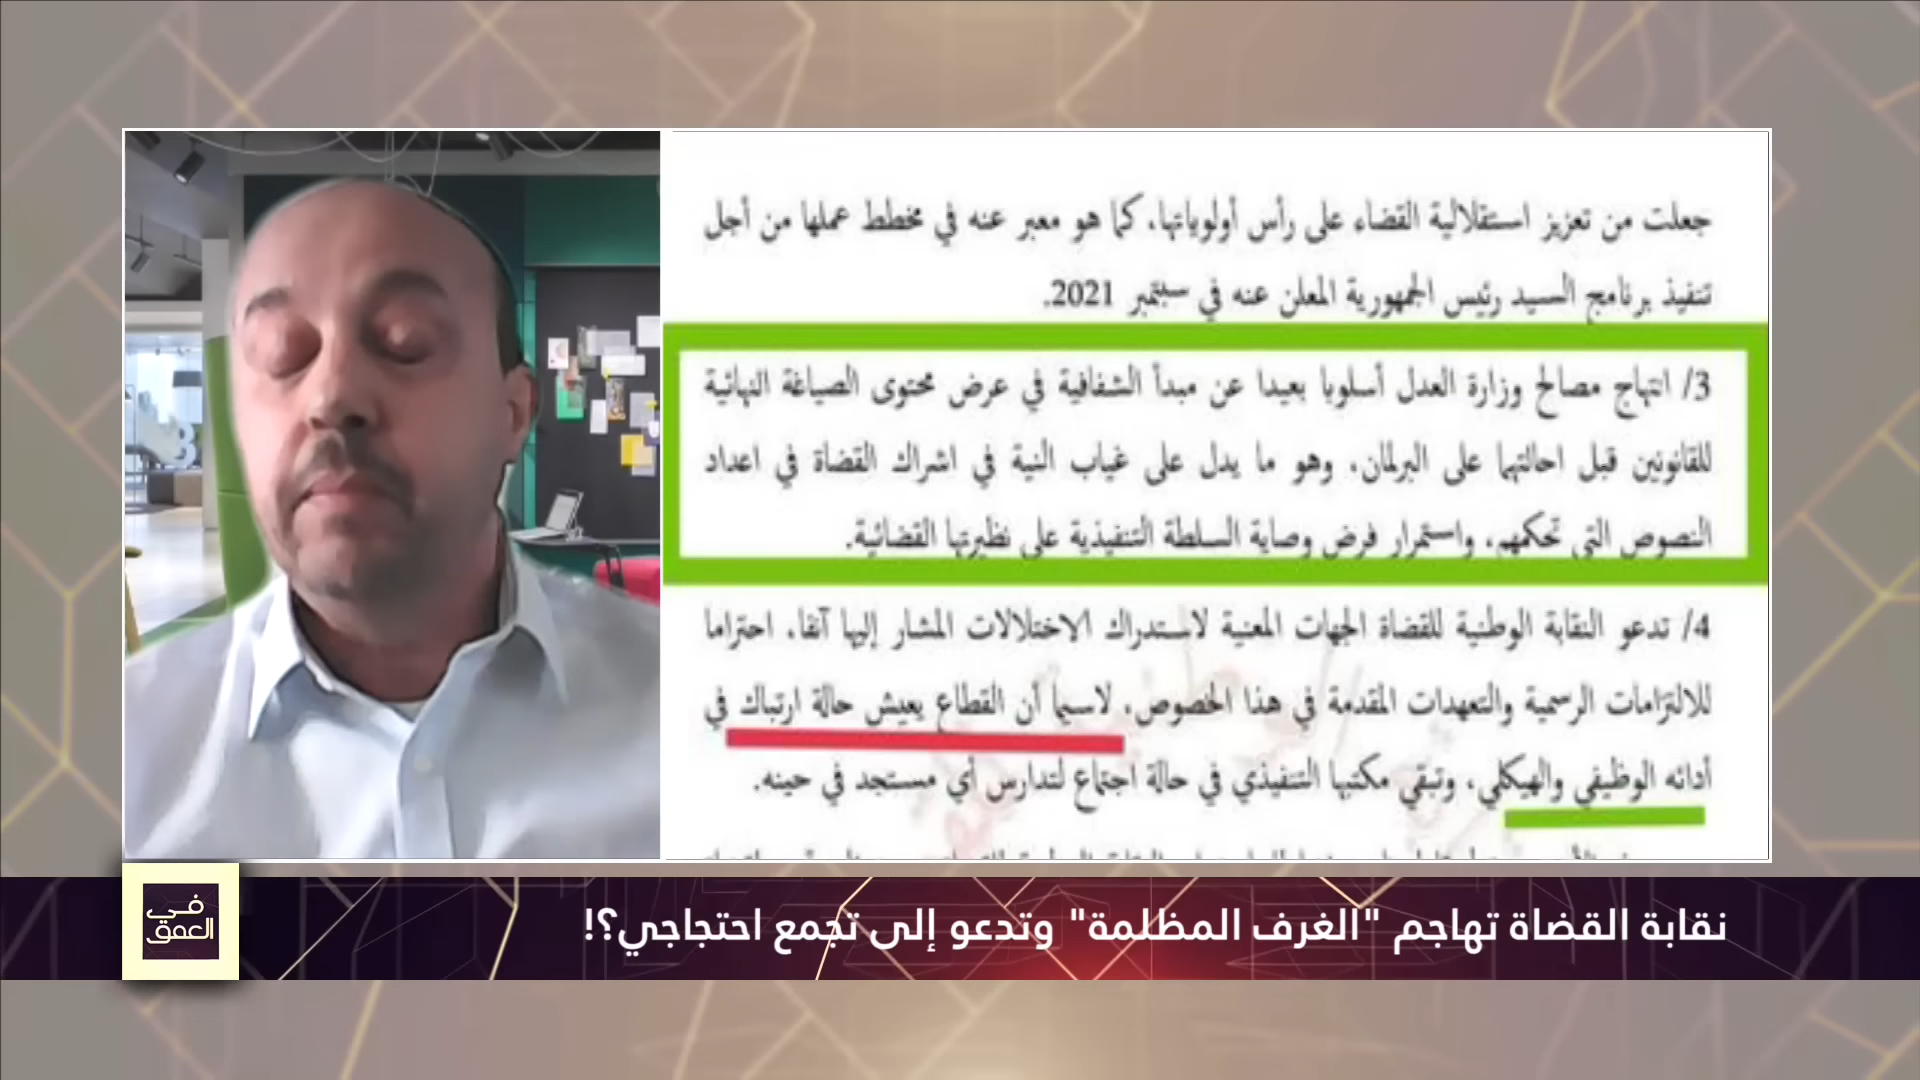 جعلت من تعزيز استقلالية القضاء على رأس أولوياتها، كما هو معبر عنه في مخطط عملها من أجل
تنفيذ برنامج السيد رئيس الجمهورية المعلن عنه في سبتمبر 2021.
3/ انتهاج مصالح وزارة العدل أسلوبا بعيدا عن مبدأ الشفافية في عرض محتوى الصياغة النهائية
للقانونين قبل احالتهما على البرلمان، وهو ما يدل على غياب النية في اشراك القضاة في اعداد
النصوص التي تحكمهم، واستمرار فرض وصاية السلطة التنفيذية على نظيرتها القضائية.
4/ تدعو النقابة الوطنية للقضاة الجهات المعنية لاستدراك الاختلالات المشار إليها آنفا، احتراما
للالتزامات الرسمية والتعهدات المقدمة في هذا الخصوص، لاسيما أن القطاع يعيش حالة ارتباك في
أدائه الوظيفي والهيكلي، وتبقي مكتبها التنفيذي في حالة اجتماع لتدارس أي مستجد في حينه.
في
العمق
نقابة القضاة تهاجم "الغرف المظلمة" وتدعو إلى تجمع احتجاجي؟!